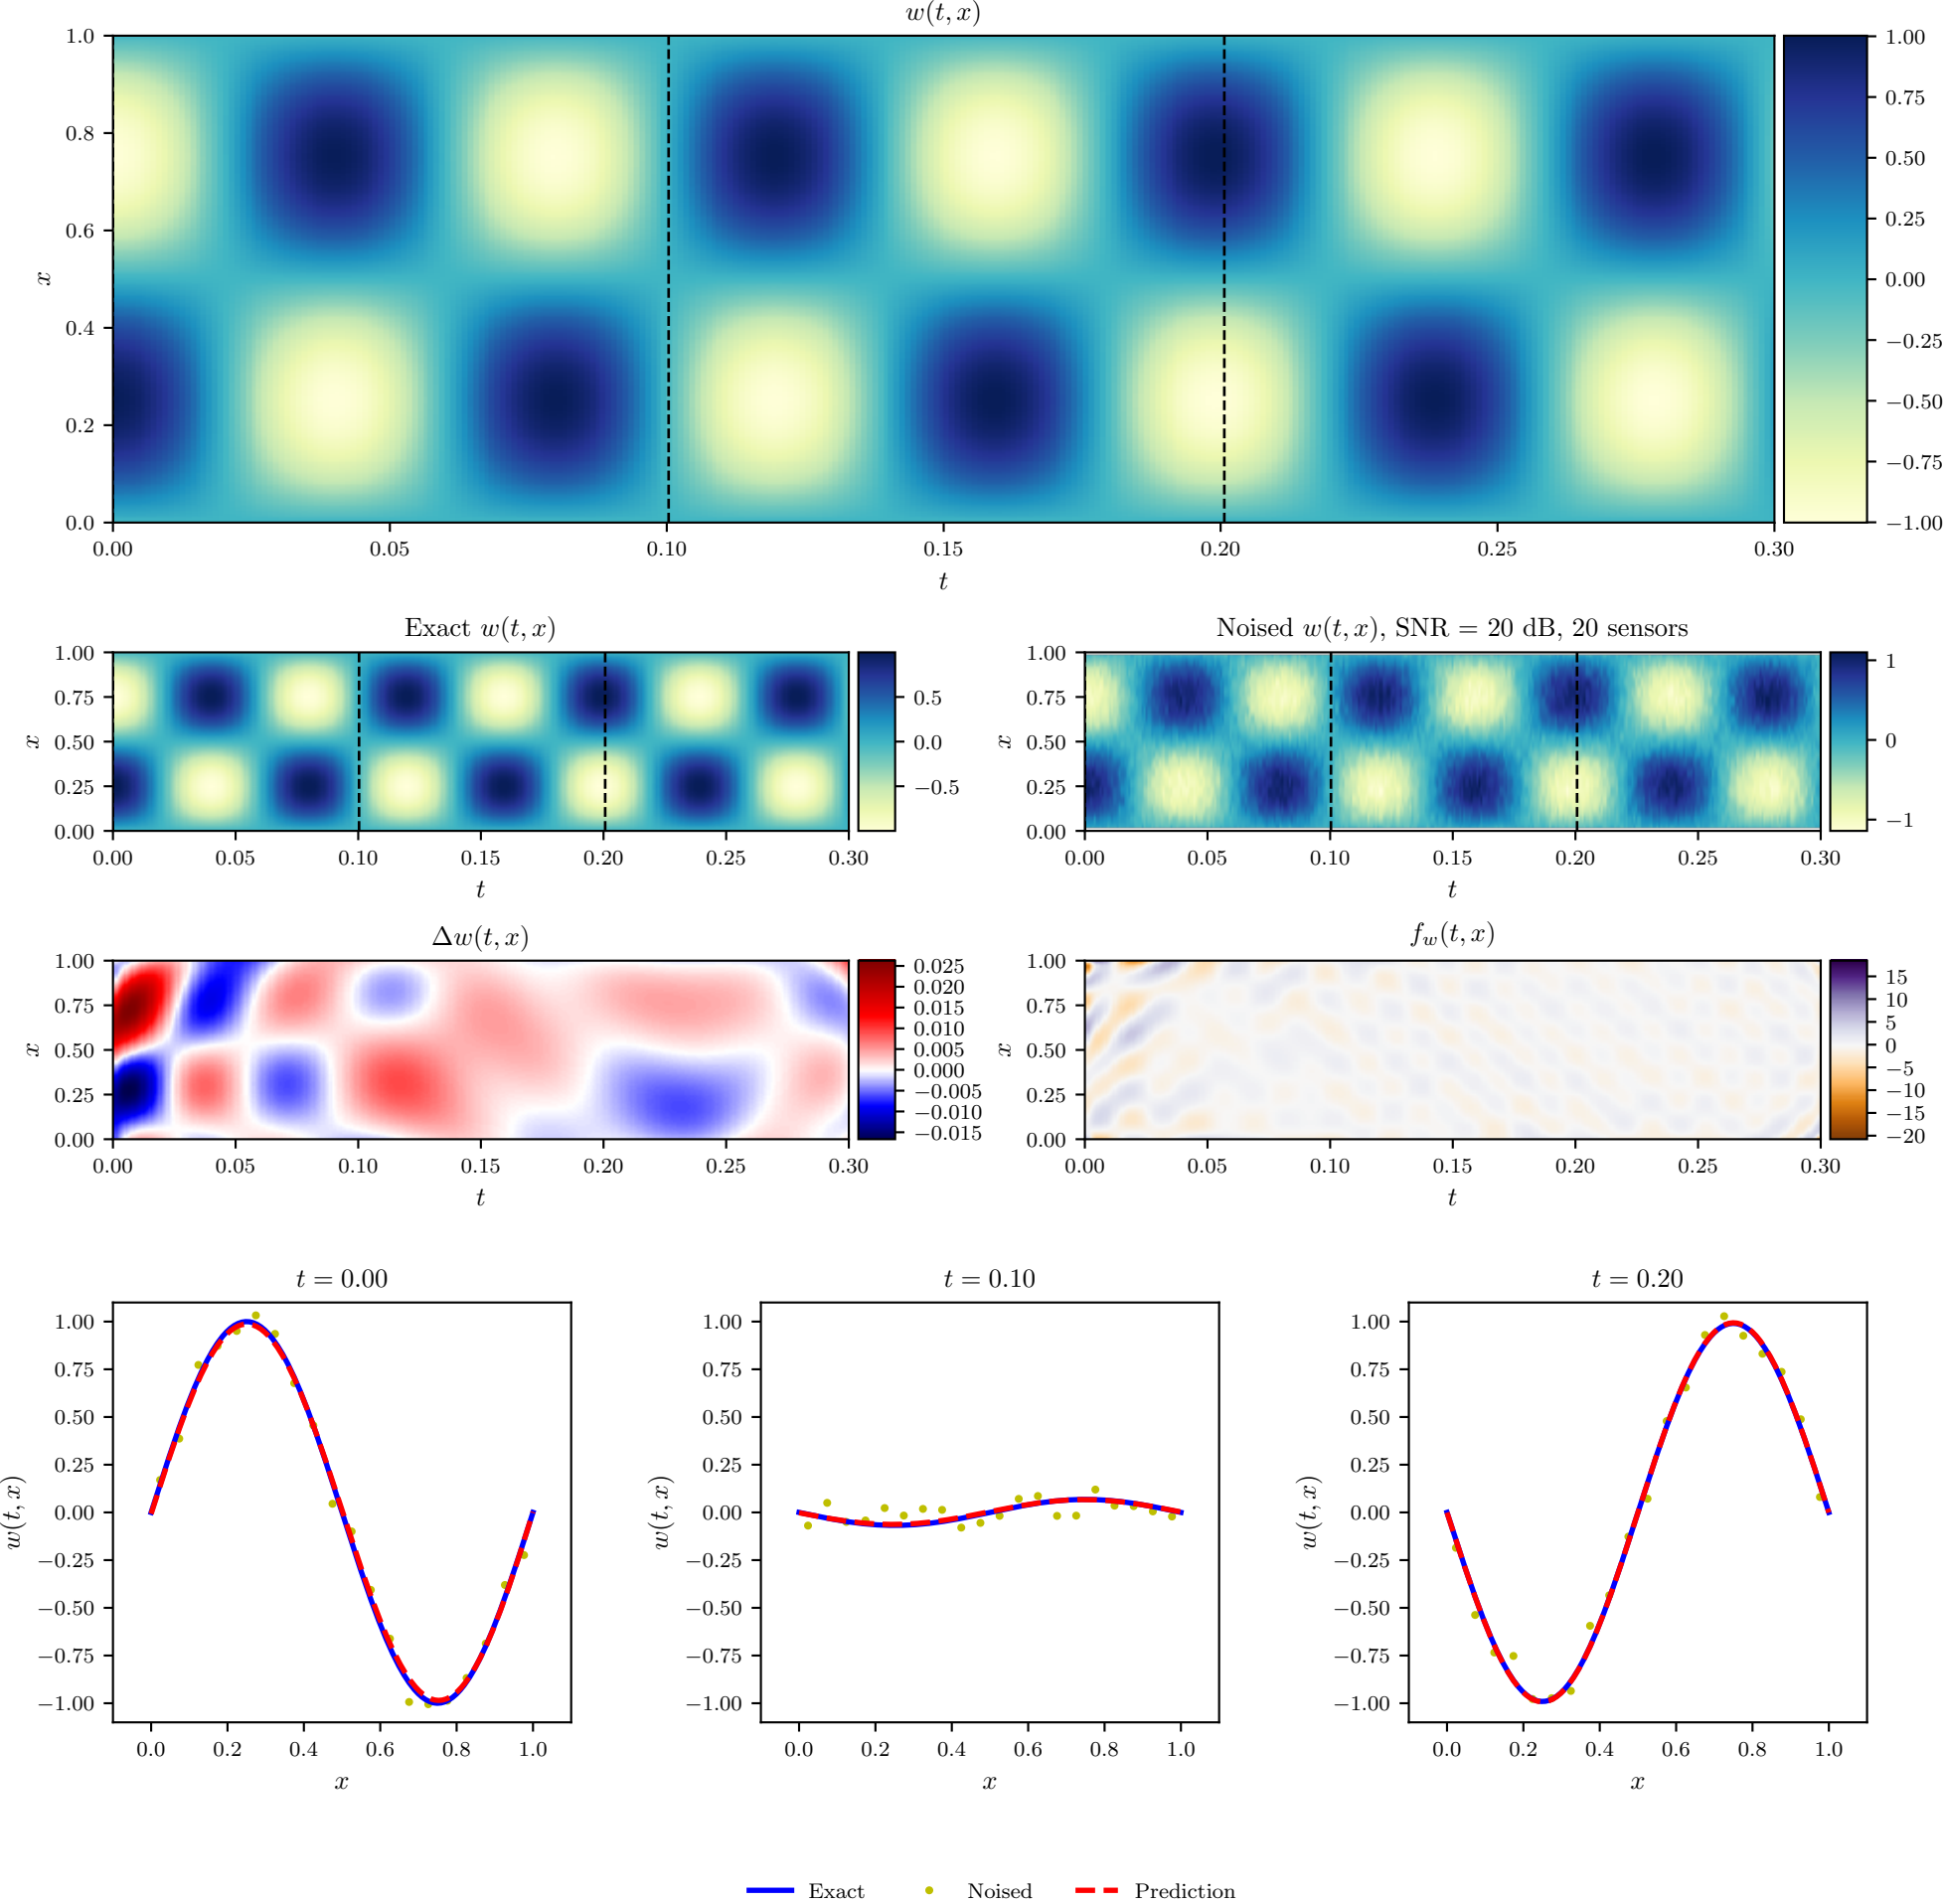 w(t, x)
1.0
0.8
0.6
0.4
0.2
0.0
x
0.00 0.05 0.10 0.15 0.20 0.25 0.30
t
1.00
0.75
0.50
0.25
0.00
−0.25
−0.50
−0.75
−1.00
Exact w(t, x)
1.00
0.75
0.50
0.25
0.00
x
0.00 0.05 0.10 0.15 0.20 0.25 0.30
t
0.5
0.0
−0.5
Noised w(t, x), SNR = 20 dB, 20 sensors
1.00
0.75
0.50
0.25
0.00
x
0.00 0.05 0.10 0.15 0.20 0.25 0.30
t
1
0
−1
Δw(t, x)
1.00
0.75
0.50
0.25
0.00
x
0.00 0.05 0.10 0.15 0.20 0.25 0.30
t
0.025
0.020
0.015
0.010
0.005
0.000
−0.005
−0.010
−0.015
f_w(t, x)
1.00
0.75
0.50
0.25
0.00
x
0.00 0.05 0.10 0.15 0.20 0.25 0.30
t
15
10
5
0
−5
−10
−15
−20
t = 0.00
1.00
0.75
0.50
0.25
0.00
−0.25
−0.50
−0.75
−1.00
w(t, x)
0.0 0.2 0.4 0.6 0.8 1.0
x
t = 0.10
1.00
0.75
0.50
0.25
0.00
−0.25
−0.50
−0.75
−1.00
w(t, x)
0.0 0.2 0.4 0.6 0.8 1.0
x
t = 0.20
1.00
0.75
0.50
0.25
0.00
−0.25
−0.50
−0.75
−1.00
w(t, x)
0.0 0.2 0.4 0.6 0.8 1.0
x
Exact Noised Prediction